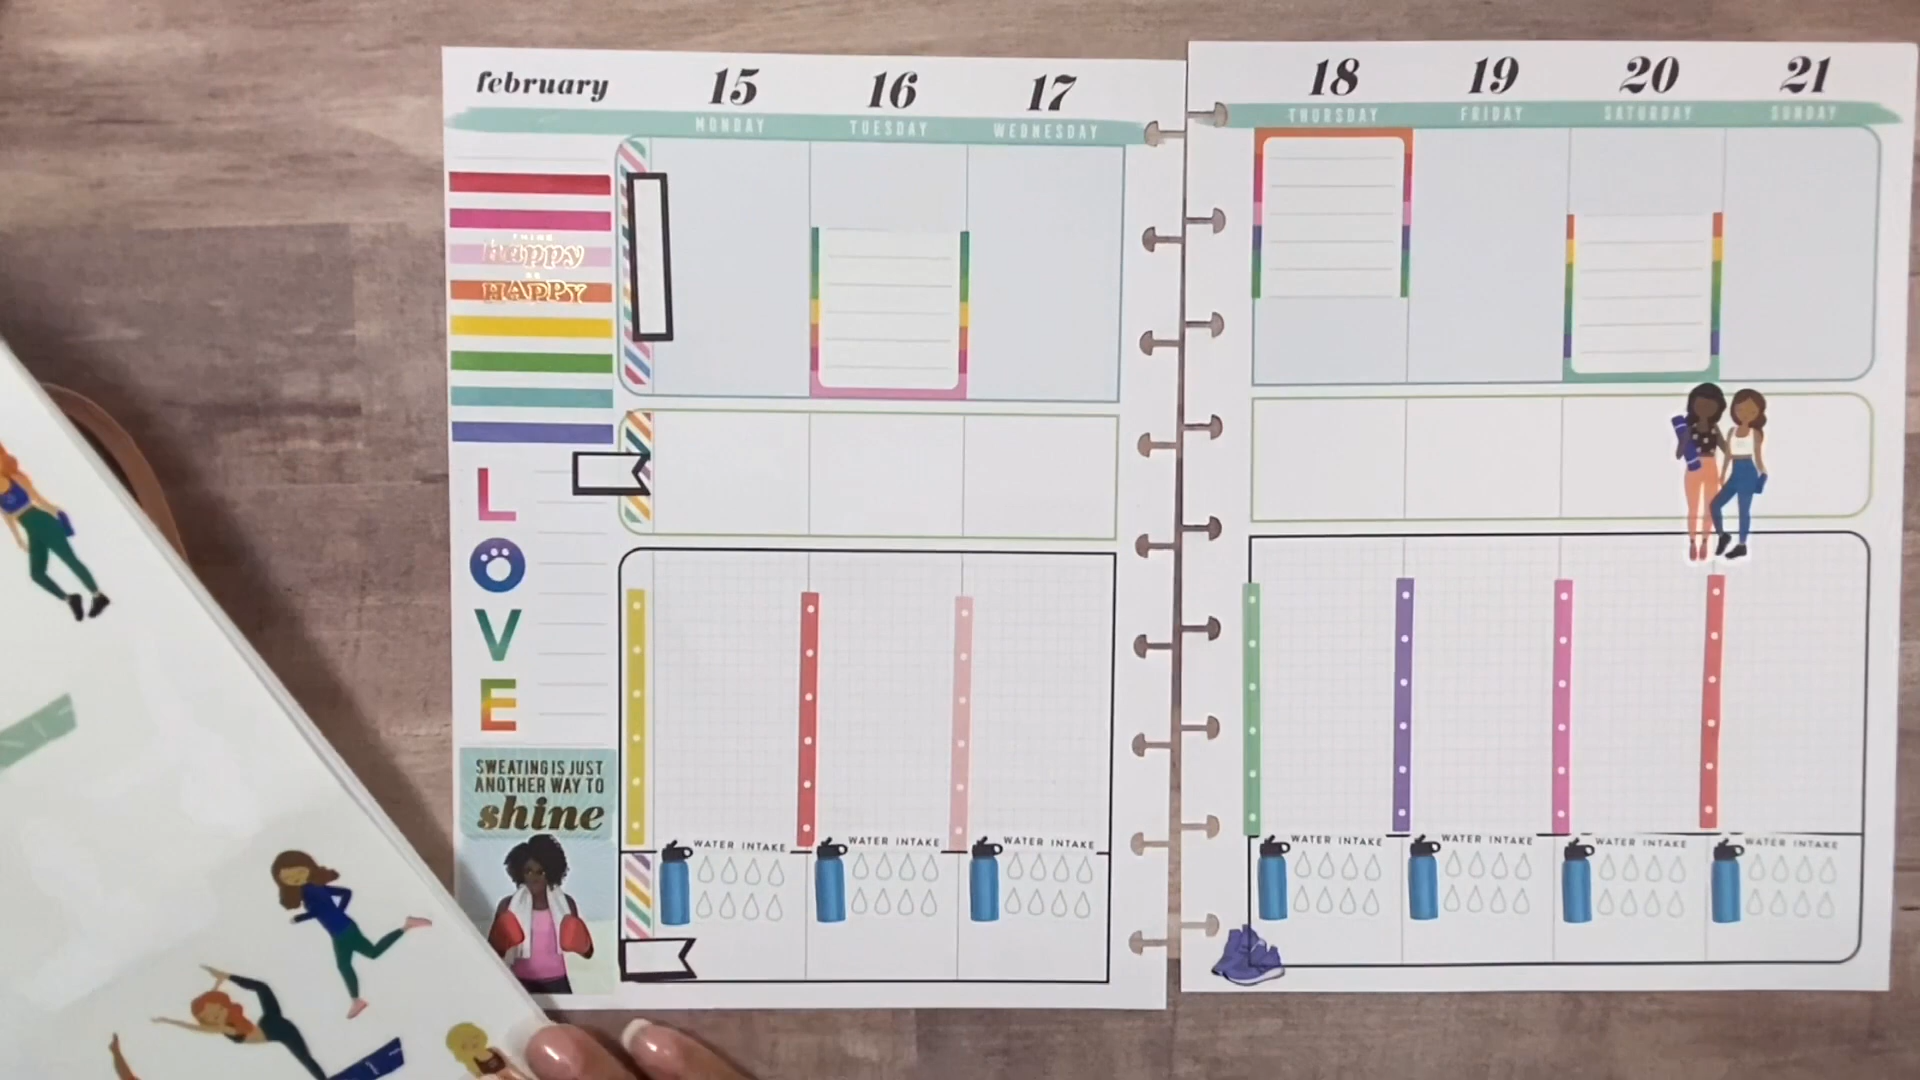 february
15
16
17
18
19
20
21
MONDAY
TUESDAY
WEDNESDAY
THURSDAY
FRIDAY
SATURDAY
SUNDAY
THINK
happy
BE
HAPPY
L
O
V
E
SWEATING IS JUST
ANOTHER WAY TO
shine
WATER INTAKE
WATER INTAKE
WATER INTAKE
WATER INTAKE
WATER INTAKE
WATER INTAKE
WATER INTAKE